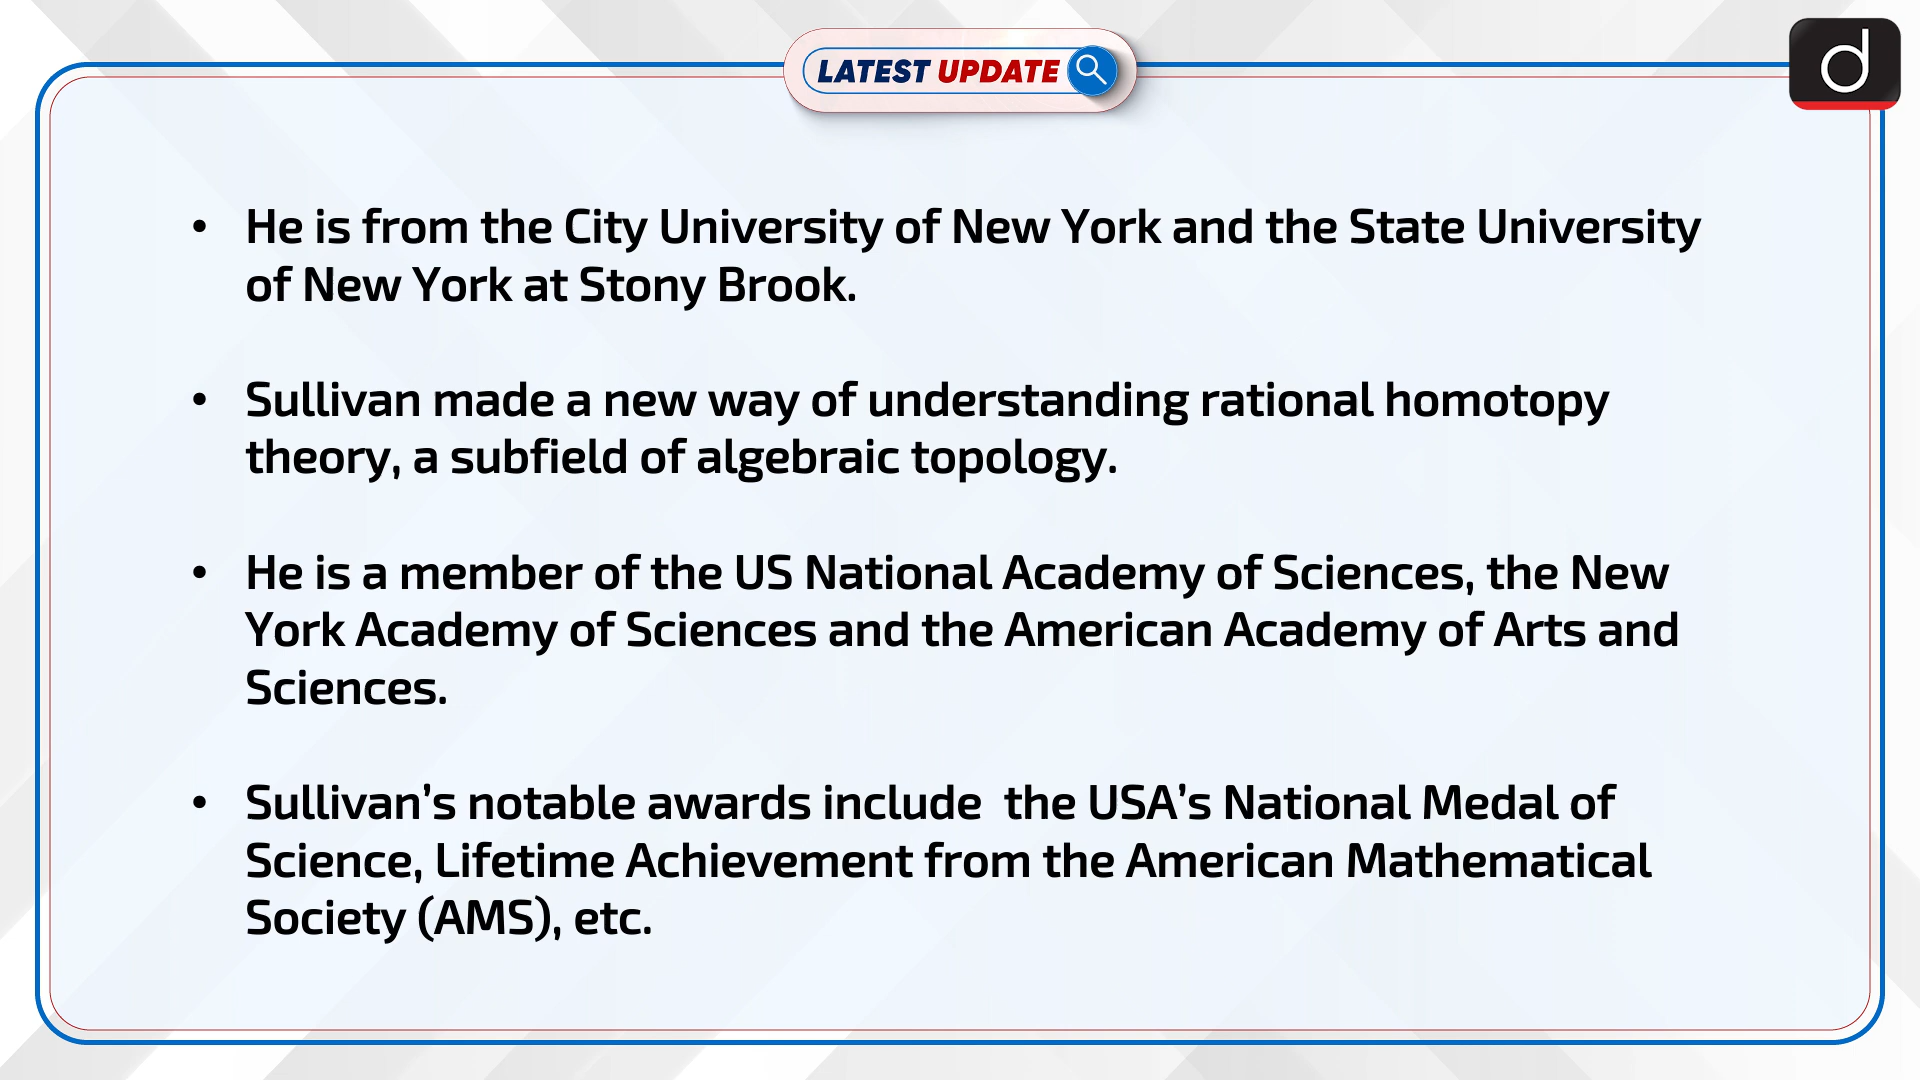 LATEST UPDATE
d
• He is from the City University of New York and the State University
of New York at Stony Brook.
• Sullivan made a new way of understanding rational homotopy
theory, a subfield of algebraic topology.
• He is a member of the US National Academy of Sciences, the New
York Academy of Sciences and the American Academy of Arts and
Sciences.
• Sullivan’s notable awards include  the USA’s National Medal of
Science, Lifetime Achievement from the American Mathematical
Society (AMS), etc.